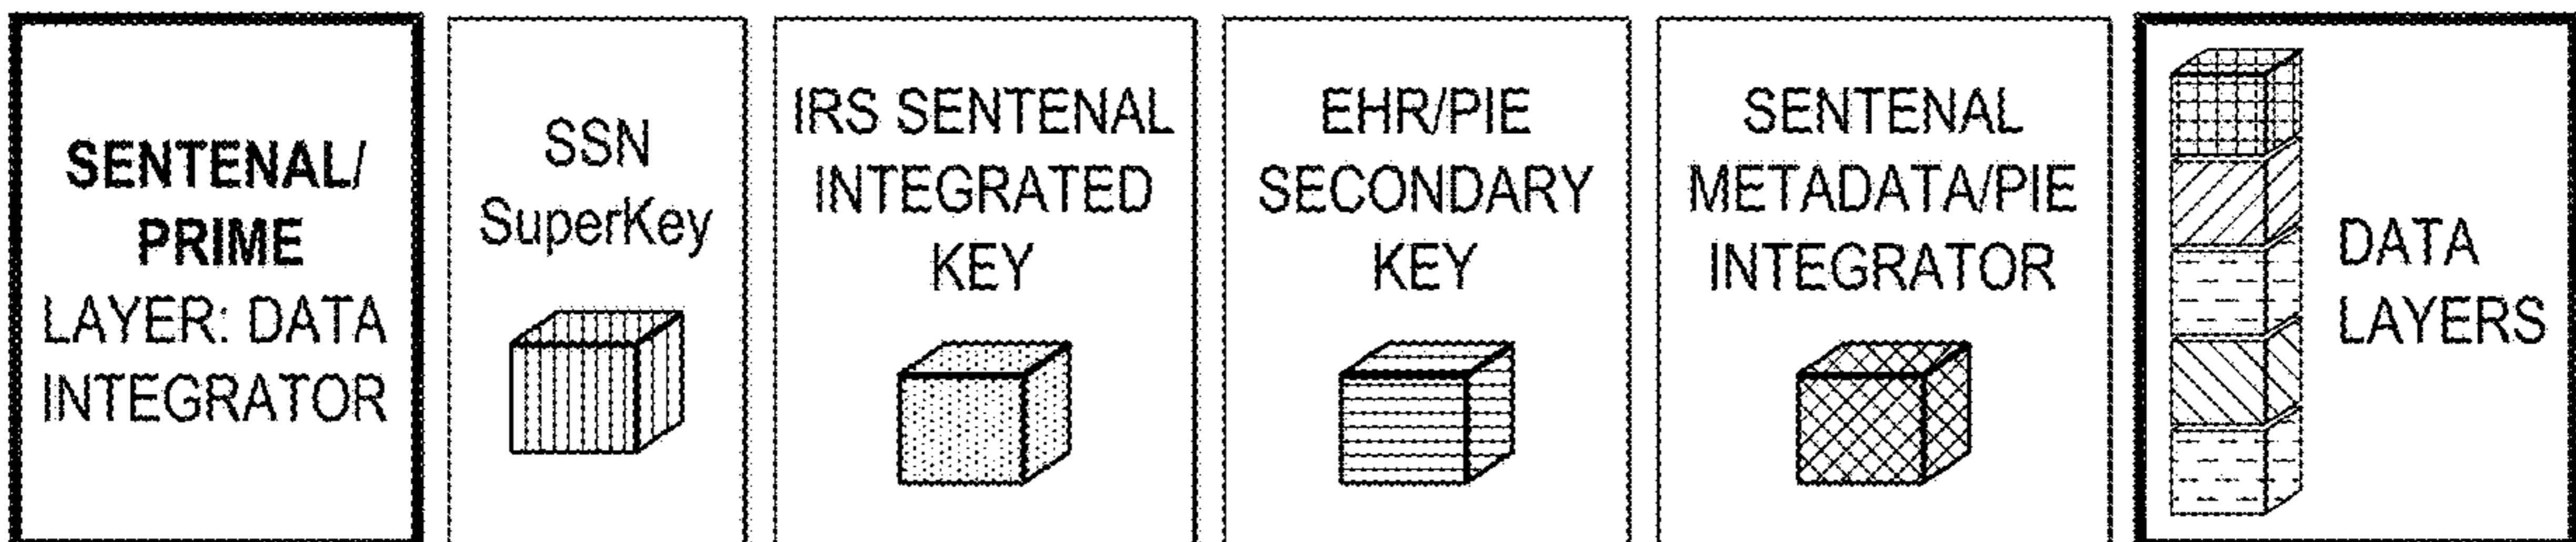 SENTENAL/
PRIME
LAYER: DATA
INTEGRATOR
SSN
SuperKey
IRS SENTENAL
INTEGRATED
KEY
EHR/PIE
SECONDARY
KEY
SENTENAL
METADATA/PIE
INTEGRATOR
DATA
LAYERS